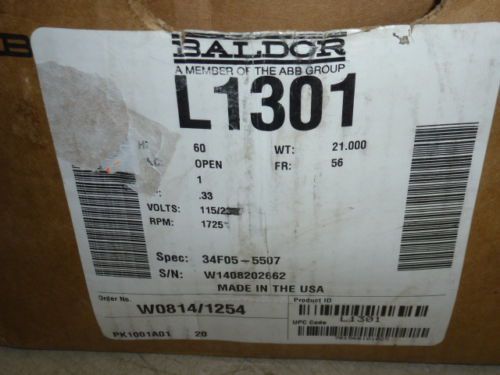 BALDOR
A MEMBER OF THE ABB GROUP
L1301
60 WT: 21.000
OPEN FR: 56
1
.33
VOLTS: 115/23
RPM: 1725
Spec: 34F05-5507
S/N: W1408202662
MADE IN THE USA
Order No. Product ID
W0814/1254
UPC Code L1301
PK1001A01 20